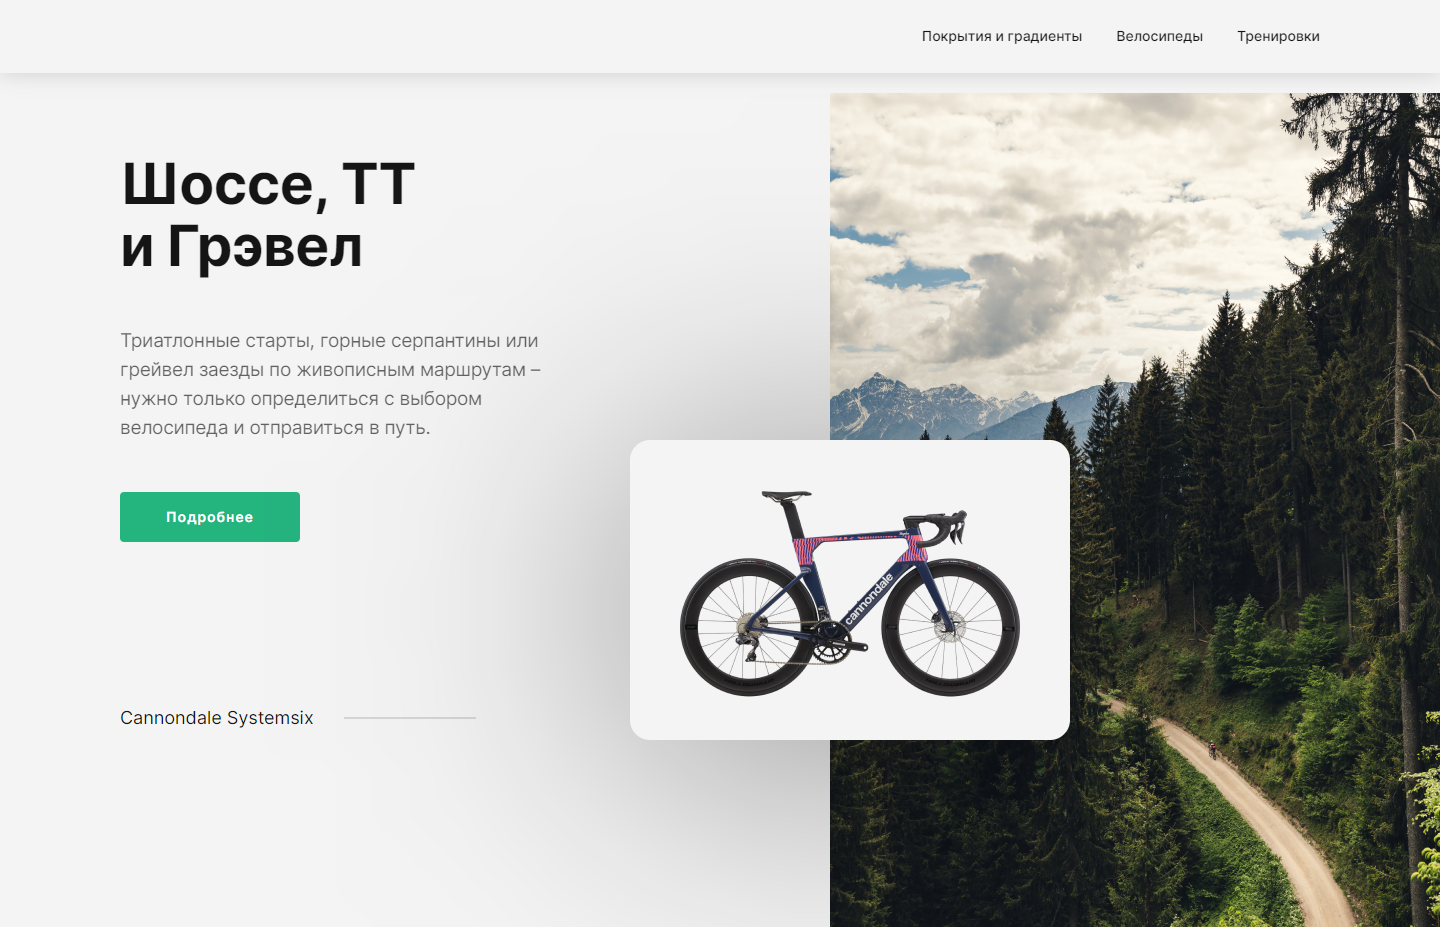 Покрытия и градиенты
Велосипеды
Тренировки
Шоссе, ТТ
и Грэвел
Триатлонные старты, горные серпантины или
грейвел заезды по живописным маршрутам –
нужно только определиться с выбором
велосипеда и отправиться в путь.
Подробнее
cannondale
Cannondale Systemsix